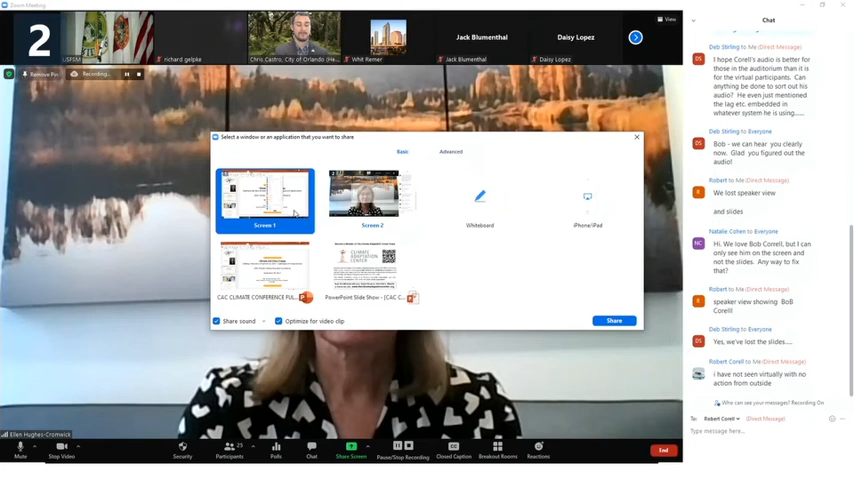 Zoom Meeting
2
USFSM
richard gelpke
Chris Castro, City of Orlando (He...
Whit Remer
Jack Blumenthal
Jack Blumenthal
Daisy Lopez
Daisy Lopez
View
Remove Pin
Recording...
Select a window or an application that you want to share
Basic
Advanced
Screen 1
Screen 2
Whiteboard
iPhone/iPad
CAC CLIMATE CONFERENCE FUL...
CLIMATE
ADAPTATION
CENTER
PowerPoint Slide Show - [CAC C...
Share sound
Optimize for video clip
Share
Ellen Hughes-Cromwick
Mute
Stop Video
Security
Participants
23
Polls
Chat
Share Screen
Pause/Stop Recording
Closed Caption
Breakout Rooms
Reactions
End
Chat
Deb Stirling to Me (Direct Message)
DS
I hope Corell's audio is better for
those in the auditorium than it is
for the virtual participants. Can
anything be done to sort out his
audio? He even just mentioned
the lag etc. embedded in
whatever system he is using.....
Deb Stirling to Everyone
DS
Bob - we can hear you clearly
now. Glad you figured out the
audio!
Robert to Me (Direct Message)
R
We lost speaker view
and slides
Natalie Cohen to Everyone
NC
Hi. We love Bob Correll, but I can
only see him on the screen and
not the slides. Any way to fix
that?
Robert to Me (Direct Message)
R
speaker view showing BoB
Corelll
Deb Stirling to Everyone
DS
Yes, we've lost the slides.....
Robert Corell to Me (Direct Message)
i have not seen virtually with no
action from outside
Who can see your messages? Recording On
To: Robert Corell (Direct Message)
Type message here...